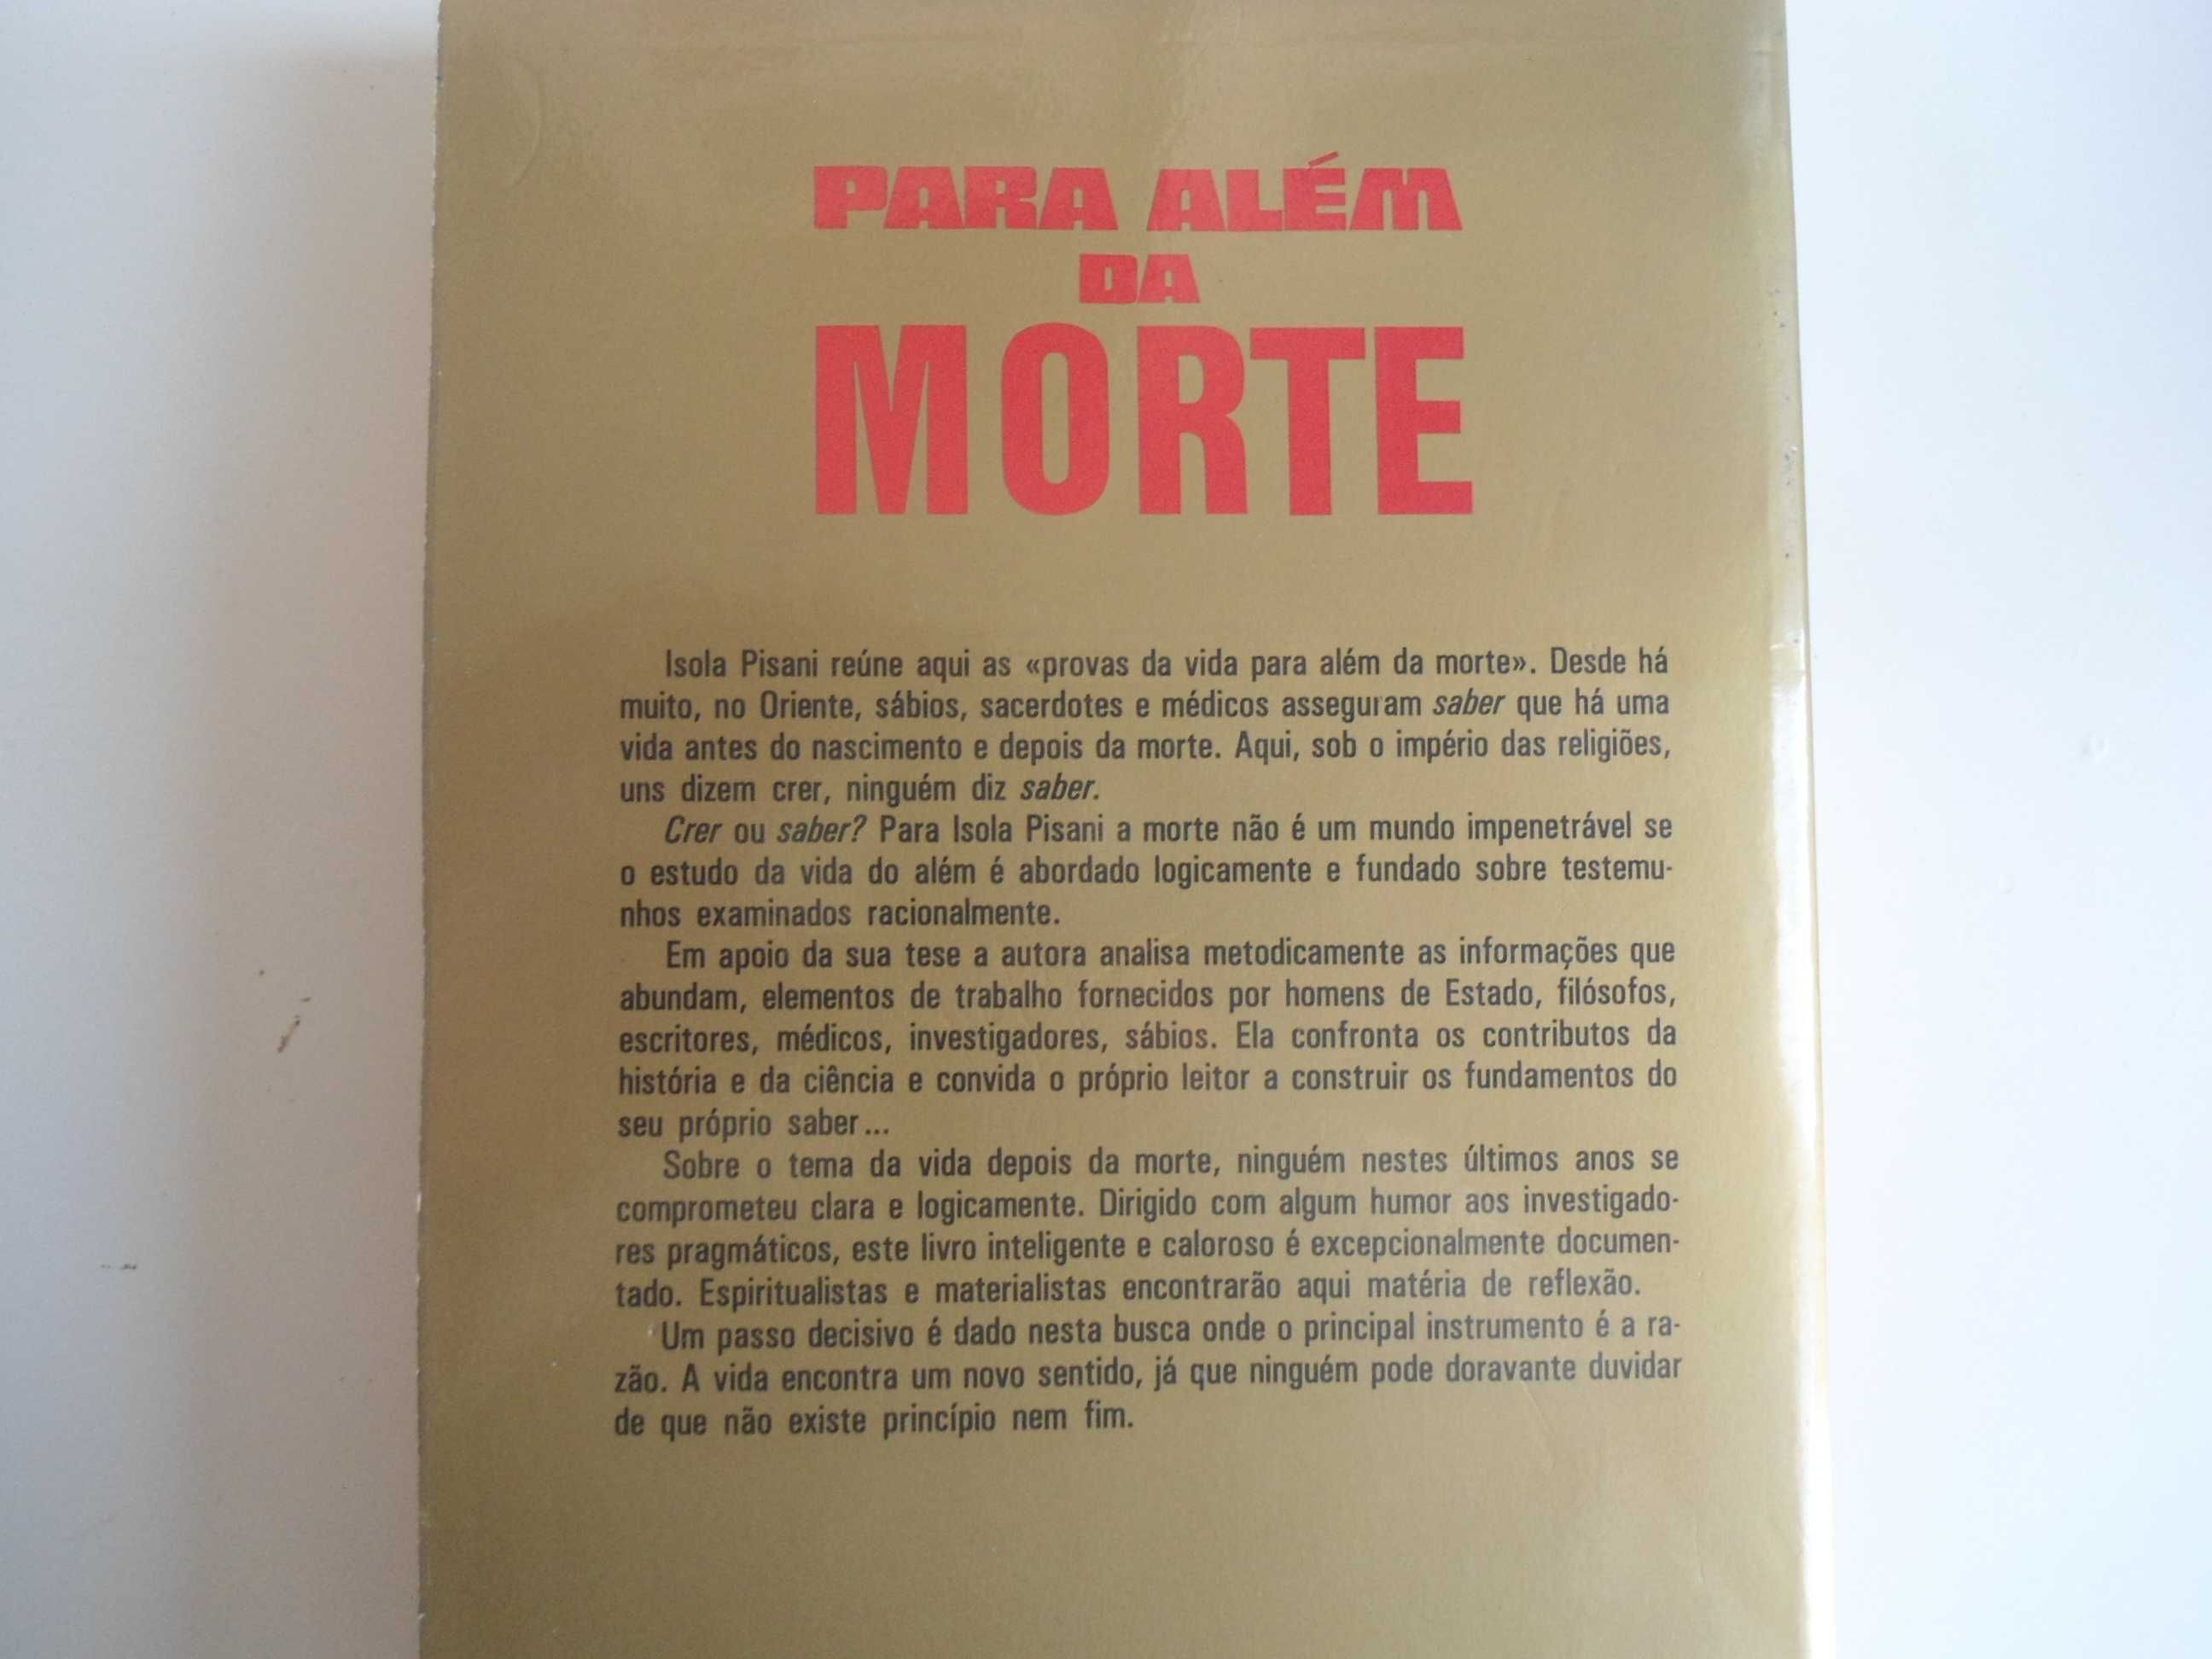 PARA ALÉM
DA
MORTE
Isola Pisani reúne aqui as «provas da vida para além da morte». Desde há
muito, no Oriente, sábios, sacerdotes e médicos asseguram saber que há uma
vida antes do nascimento e depois da morte. Aqui, sob o império das religiões,
uns dizem crer, ninguém diz saber.
Crer ou saber? Para Isola Pisani a morte não é um mundo impenetrável se
o estudo da vida do além é abordado logicamente e fundado sobre testemu-
nhos examinados racionalmente.
Em apoio da sua tese a autora analisa metodicamente as informações que
abundam, elementos de trabalho fornecidos por homens de Estado, filósofos,
escritores, médicos, investigadores, sábios. Ela confronta os contributos da
história e da ciência e convida o próprio leitor a construir os fundamentos do
seu próprio saber...
Sobre o tema da vida depois da morte, ninguém nestes últimos anos se
comprometeu clara e logicamente. Dirigido com algum humor aos investigado-
res pragmáticos, este livro inteligente e caloroso é excepcionalmente documen-
tado. Espiritualistas e materialistas encontrarão aqui matéria de reflexão.
Um passo decisivo é dado nesta busca onde o principal instrumento é a ra-
zão. A vida encontra um novo sentido, já que ninguém pode doravante duvidar
de que não existe princípio nem fim.